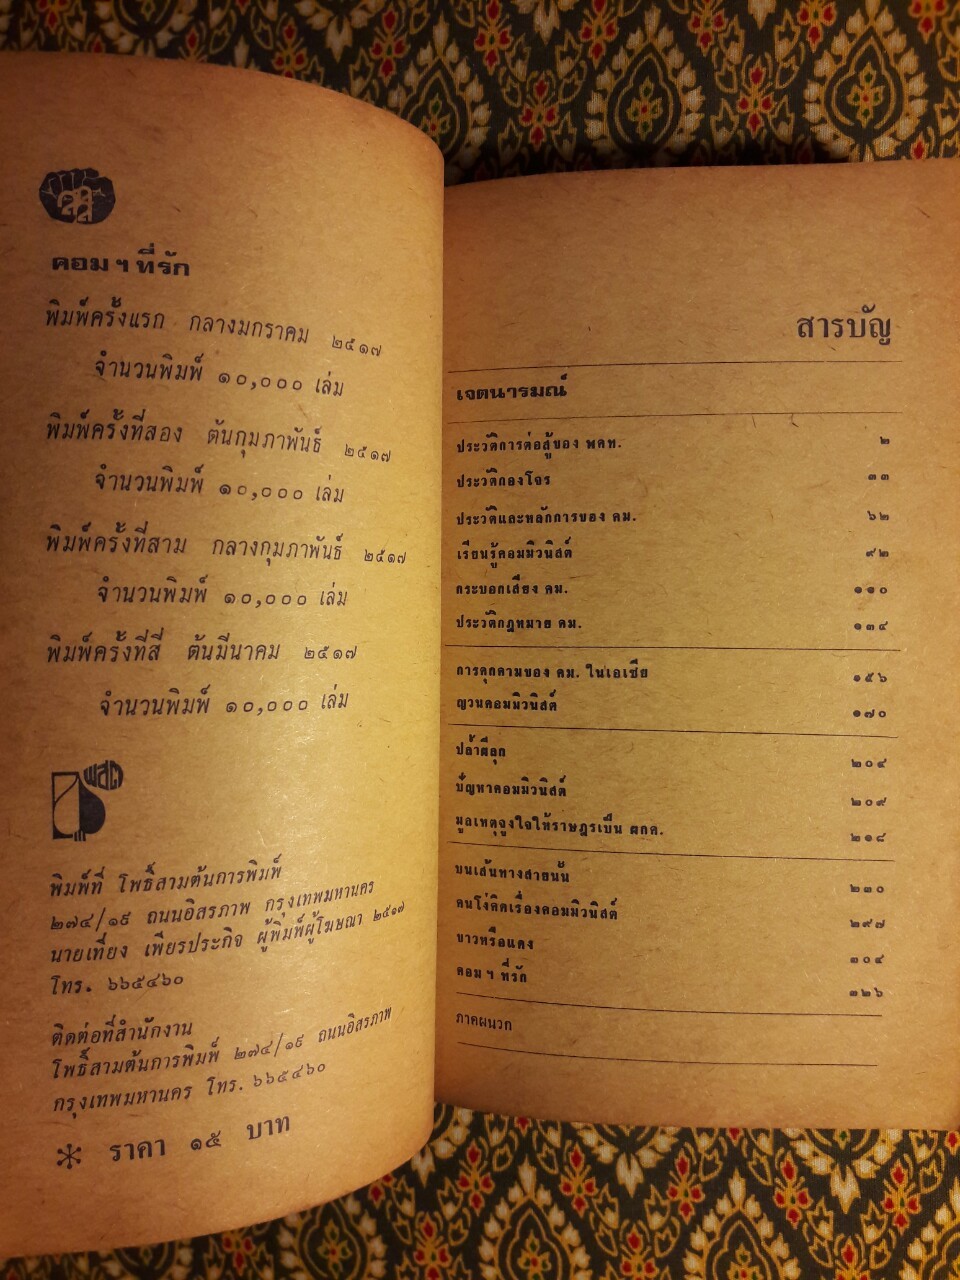 คอม ฯ ที่รัก
พิมพ์ครั้งแรก กลางมกราคม ๒๕๑๗
จำนวนพิมพ์ ๑๐,๐๐๐ เล่ม
พิมพ์ครั้งที่สอง ต้นกุมภาพันธ์ ๒๕๑๗
จำนวนพิมพ์ ๑๐,๐๐๐ เล่ม
พิมพ์ครั้งที่สาม กลางกุมภาพันธ์ ๒๕๑๗
จำนวนพิมพ์ ๑๐,๐๐๐ เล่ม
พิมพ์ครั้งที่สี่ ต้นมีนาคม ๒๕๑๗
จำนวนพิมพ์ ๑๐,๐๐๐ เล่ม
พสต
พิมพ์ที่ โพธิ์สามต้นการพิมพ์
๒๗๔/๑๙ ถนนอิสรภาพ กรุงเทพมหานคร
นายเที่ยง เพียรประกิจ ผู้พิมพ์ผู้โฆษณา ๒๕๑๗
โทร. ๖๖๕๔๖๐
ติดต่อที่สำนักงาน
โพธิ์สามต้นการพิมพ์ ๒๗๔/๑๙ ถนนอิสรภาพ
กรุงเทพมหานคร โทร. ๖๖๕๔๖๐
ราคา ๑๕ บาท
สารบัญ
เจตนารมณ์
ประวัติการต่อสู้ของ พคท. ๒
ประวัติกองโจร ๓๓
ประวัติและหลักการของ คม. ๖๒
เรียนรู้คอมมิวนิสต์ ๙๒
กระบอกเสียง คม. ๑๑๐
ประวัติกฎหมาย คม. ๑๓๔
การคุกคามของ คม. ในเอเซีย ๑๕๖
ญวนคอมมิวนิสต์ ๑๗๐
ปล้ำผีลุก ๒๐๔
ปัญหาคอมมิวนิสต์ ๒๐๙
มูลเหตุจูงใจให้ราษฎรเป็น ผกค. ๒๑๘
บนเส้นทางสายนั้น ๒๓๐
คนโง่คิดเรื่องคอมมิวนิสต์ ๒๙๗
ขาวหรือแดง ๓๐๔
คอม ฯ ที่รัก ๓๒๖
ภาคผนวก